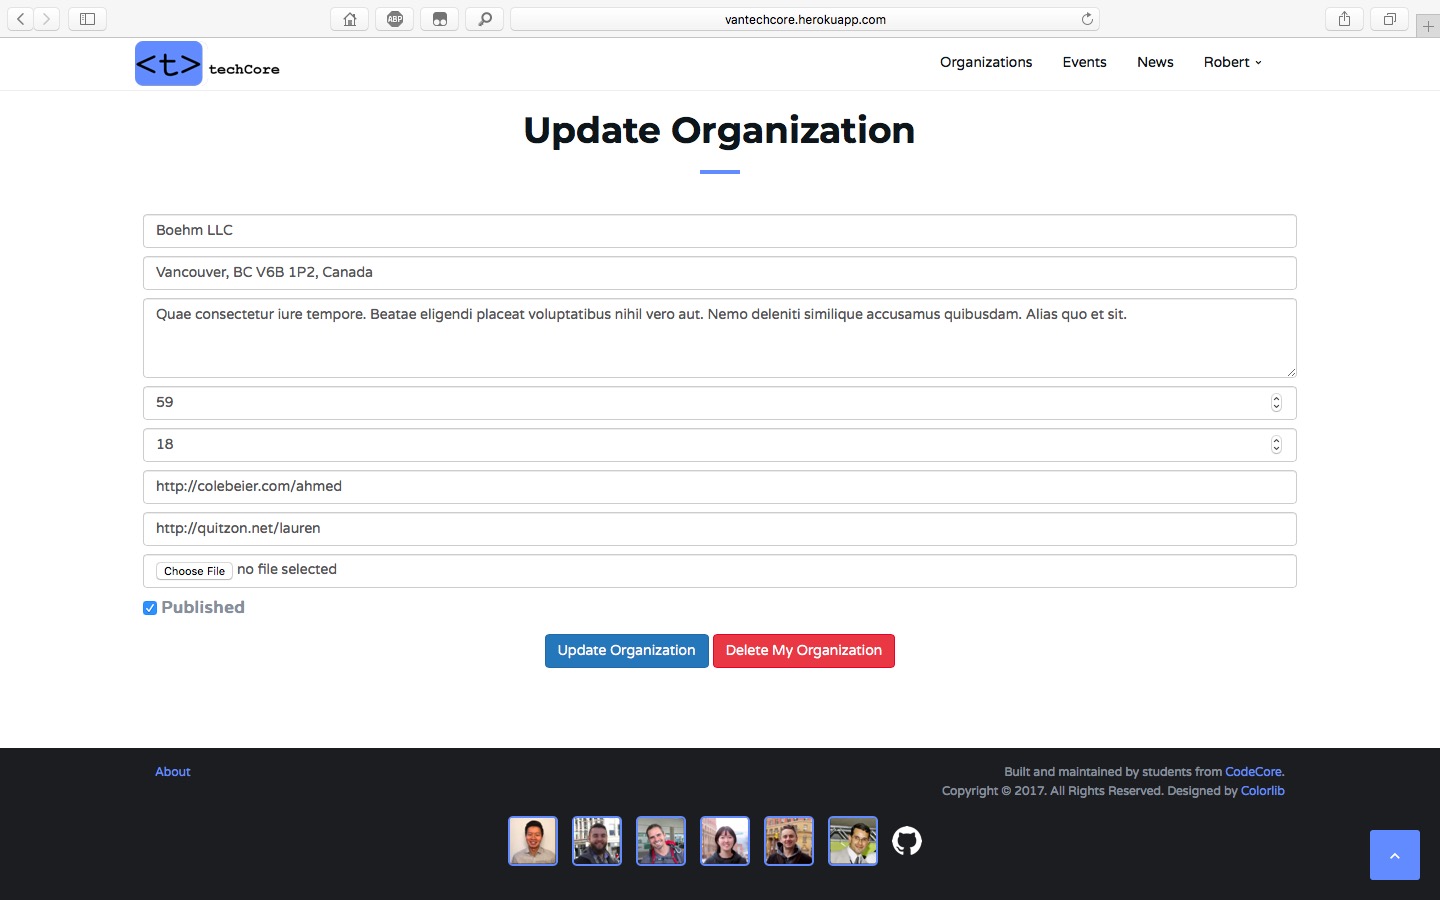 ABP
vantechcore.herokuapp.com
<t> techCore
Organizations
Events
News
Robert
Update Organization
Boehm LLC
Vancouver, BC V6B 1P2, Canada
Quae consectetur iure tempore. Beatae eligendi placeat voluptatibus nihil vero aut. Nemo deleniti similique accusamus quibusdam. Alias quo et sit.
59
18
http://colebeier.com/ahmed
http://quitzon.net/lauren
Choose File no file selected
Published
Update Organization
Delete My Organization
About
Built and maintained by students from CodeCore.
Copyright © 2017. All Rights Reserved. Designed by Colorlib